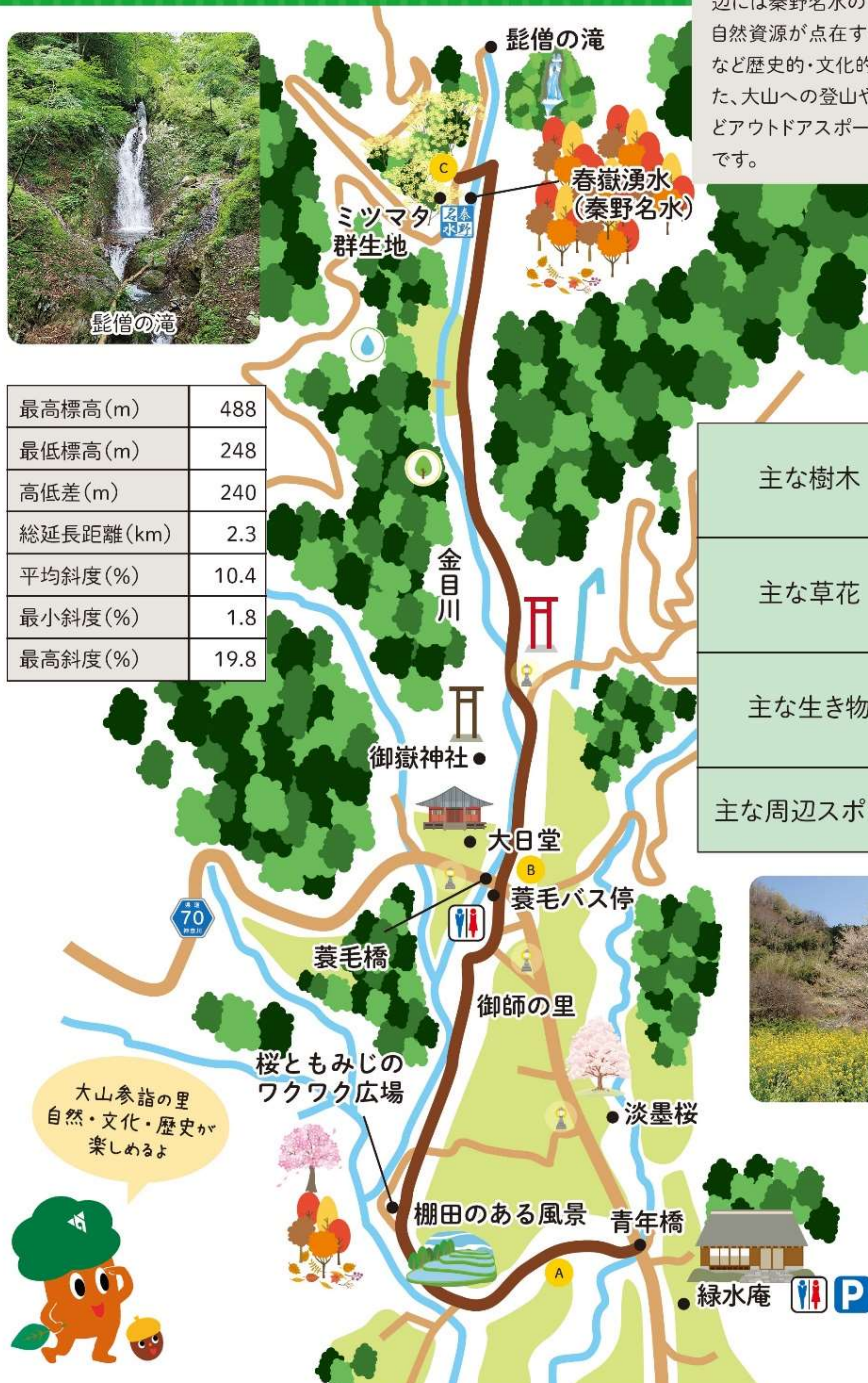 辺には秦野名水の
自然資源が点在す
など歴史的・文化的
た、大山への登山や
どアウトドアスポー
です。
髭僧の滝
C
春嶽湧水
(秦野名水)
ミツマタ
群生地
秦野
名水
髭僧の滝
最高標高(m) 488
最低標高(m) 248
高低差(m) 240
総延長距離(km) 2.3
平均斜度(%) 10.4
最小斜度(%) 1.8
最高斜度(%) 19.8
主な樹木
主な草花
主な生き物
主な周辺スポ
金目川
御嶽神社
大日堂
B
蓑毛バス停
県道
70
神奈川
蓑毛橋
御師の里
桜ともみじの
ワクワク広場
淡墨桜
大山参詣の里
自然・文化・歴史が
楽しめるよ
棚田のある風景
青年橋
A
緑水庵
P